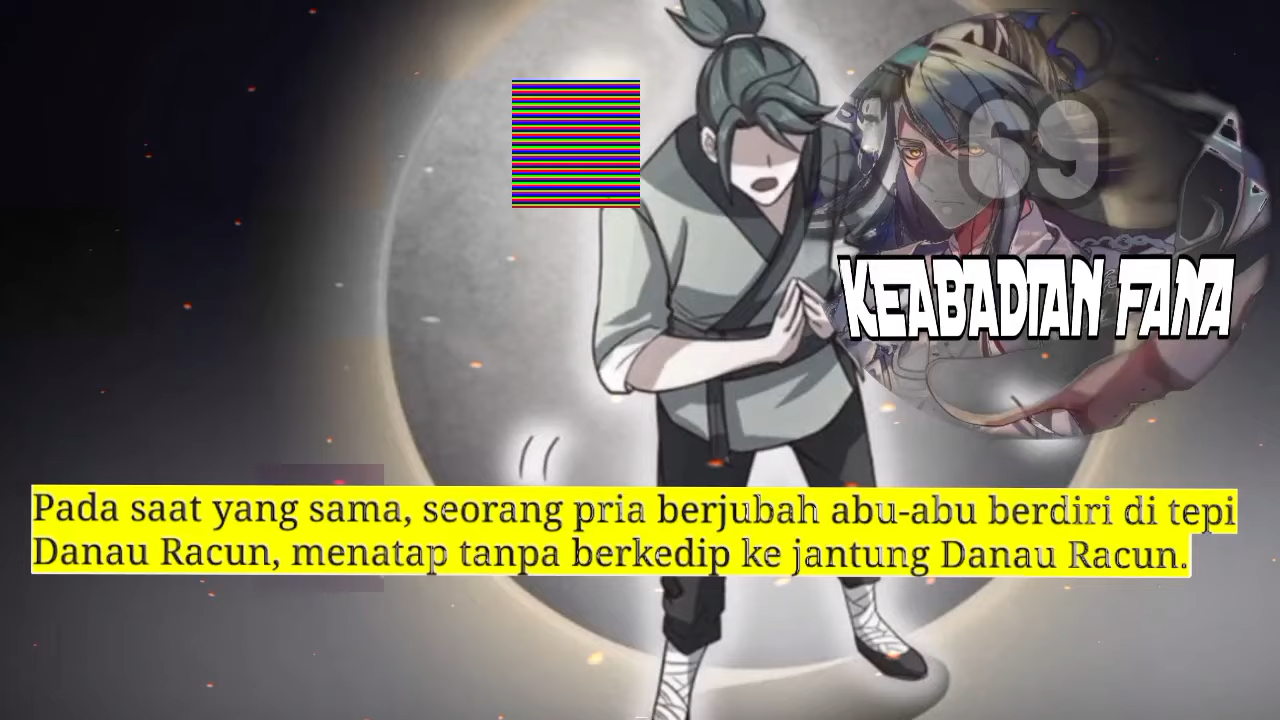 69
KEABADIAN FANA
Pada saat yang sama, seorang pria berjubah abu-abu berdiri di tepi
Danau Racun, menatap tanpa berkedip ke jantung Danau Racun.